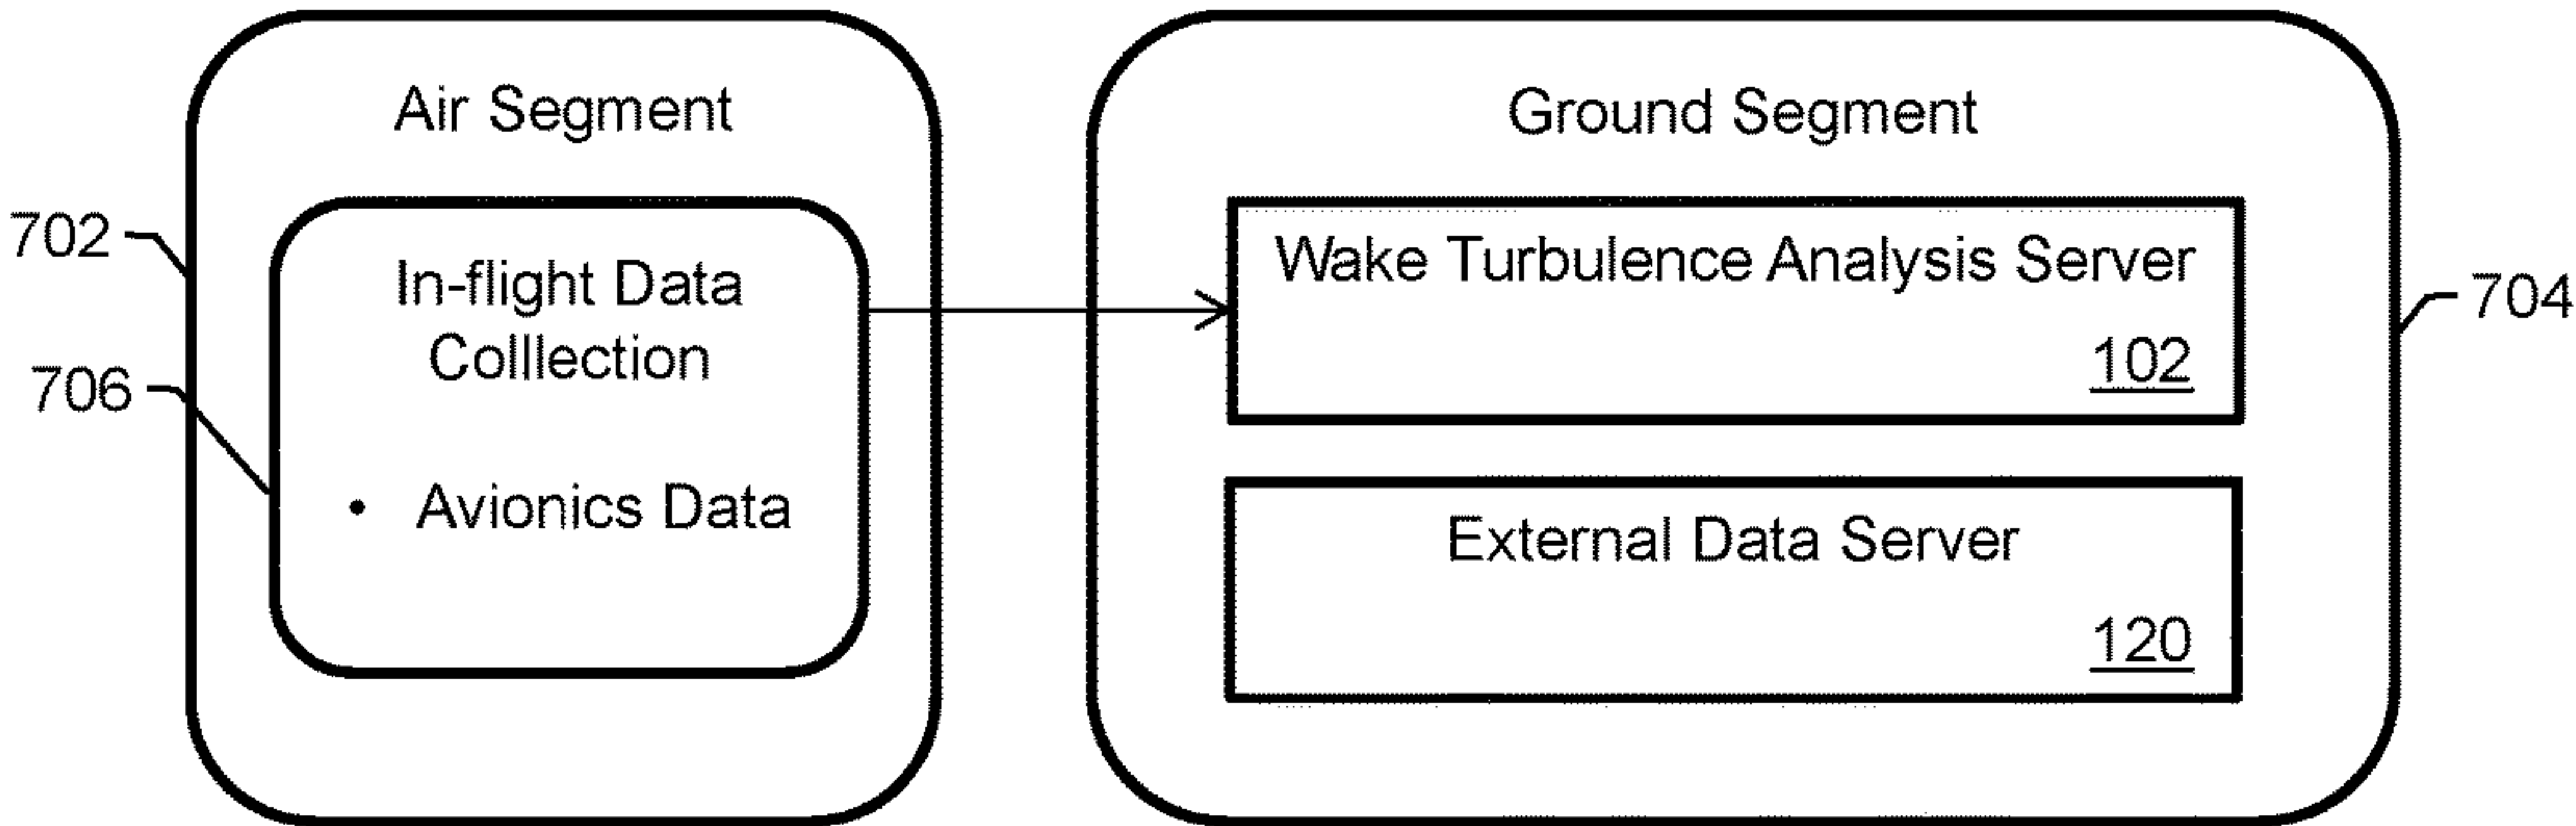 Air Segment
702
In-flight Data
Colllection
706
• Avionics Data
Ground Segment
Wake Turbulence Analysis Server
102
704
External Data Server
120